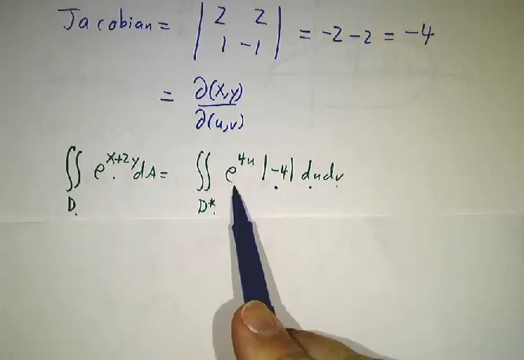 Jacobian = | 2 2 | = -2 - 2 = -4
| 1 -1 |
= ∂(x,y)
∂(u,v)
∬ e^{x+2y} dA = ∬ e^{4u} |-4| du dv
D D*